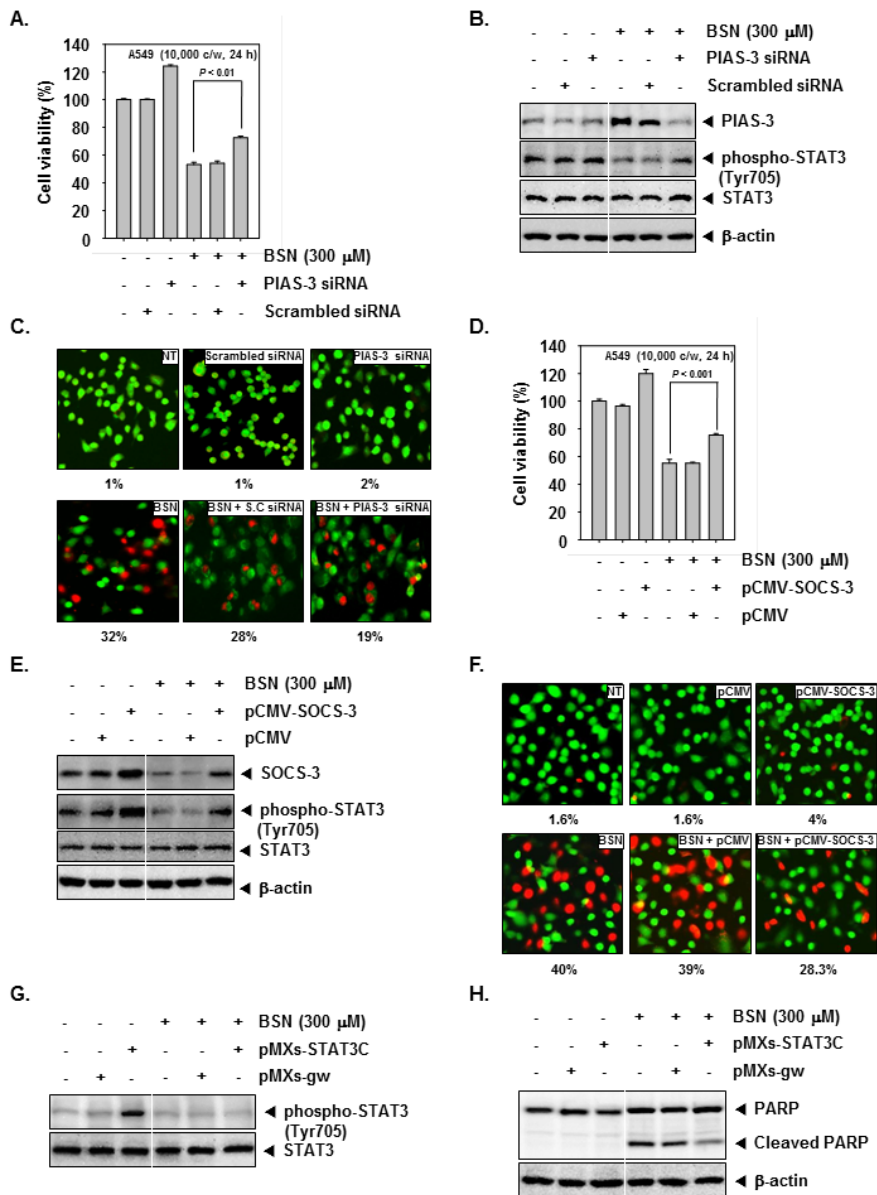 A.
140
120
100
80
60
40
20
0
Cell viability (%)
A549 (10,000 c/w, 24 h)
P < 0.01
- - - + + + BSN (300 μM)
- - + - - + PIAS-3 siRNA
- + - - + - Scrambled siRNA
B.
- - - + + + BSN (300 μM)
- - + - - + PIAS-3 siRNA
- + - - + - Scrambled siRNA
◄ PIAS-3
◄ phospho-STAT3
(Tyr705)
◄ STAT3
◄ β-actin
C.
NT Scrambled siRNA PIAS-3 siRNA
1% 1% 2%
BSN BSN + S.C siRNA BSN + PIAS-3 siRNA
32% 28% 19%
D.
140
120
100
80
60
40
20
0
Cell viability (%)
A549 (10,000 c/w, 24 h)
P < 0.001
- - - + + + BSN (300 μM)
- - + - - + pCMV-SOCS-3
- + - - + - pCMV
E.
- - - + + + BSN (300 μM)
- - + - - + pCMV-SOCS-3
- + - - + - pCMV
◄ SOCS-3
◄ phospho-STAT3
(Tyr705)
◄ STAT3
◄ β-actin
F.
NT pCMV pCMV-SOCS-3
1.6% 1.6% 4%
BSN BSN + pCMV BSN + pCMV-SOCS-3
40% 39% 28.3%
G.
- - - + + + BSN (300 μM)
- - + - - + pMXs-STAT3C
- + - - + - pMXs-gw
◄ phospho-STAT3
(Tyr705)
◄ STAT3
H.
- - - + + + BSN (300 μM)
- - + - - + pMXs-STAT3C
- + - - + - pMXs-gw
◄ PARP
◄ Cleaved PARP
◄ β-actin